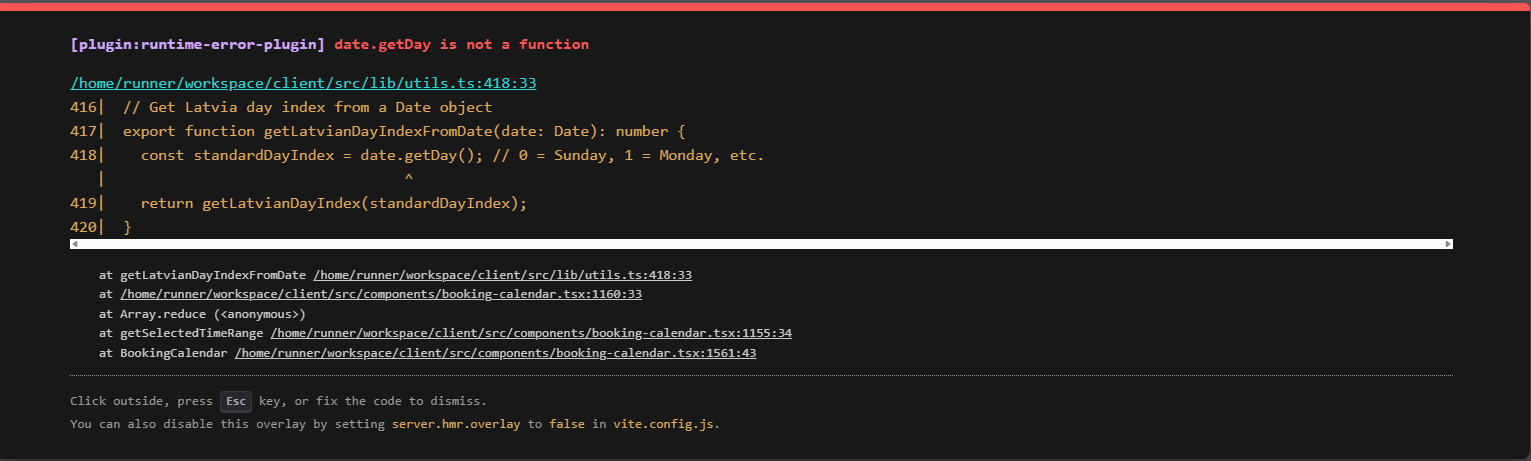 [plugin:runtime-error-plugin] date.getDay is not a function
/home/runner/workspace/client/src/lib/utils.ts:418:33
416|  // Get Latvia day index from a Date object
417|  export function getLatvianDayIndexFromDate(date: Date): number {
418|    const standardDayIndex = date.getDay(); // 0 = Sunday, 1 = Monday, etc.
   |                                  ^
419|    return getLatvianDayIndex(standardDayIndex);
420|  }
at getLatvianDayIndexFromDate /home/runner/workspace/client/src/lib/utils.ts:418:33
at /home/runner/workspace/client/src/components/booking-calendar.tsx:1160:33
at Array.reduce (<anonymous>)
at getSelectedTimeRange /home/runner/workspace/client/src/components/booking-calendar.tsx:1155:34
at BookingCalendar /home/runner/workspace/client/src/components/booking-calendar.tsx:1561:43
Click outside, press Esc key, or fix the code to dismiss.
You can also disable this overlay by setting server.hmr.overlay to false in vite.config.js.